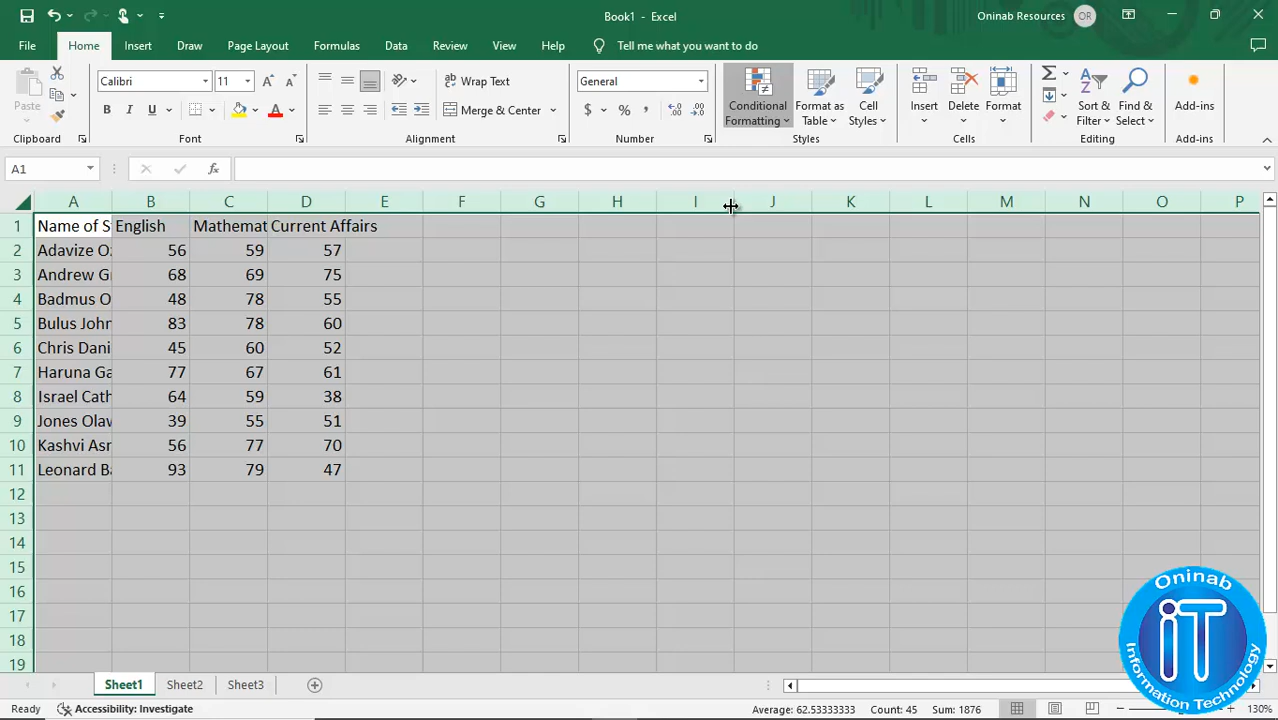 Book1 - Excel
Oninab Resources
OR
File Home Insert Draw Page Layout Formulas Data Review View Help Tell me what you want to do
Paste
Calibri 11
B I U
A
Wrap Text
Merge & Center
General
$ % ,
Conditional Formatting
Format as Table
Cell Styles
Insert
Delete
Format
Sort & Filter
Find & Select
Add-ins
Clipboard Font Alignment Number Styles Cells Editing Add-ins
A1 fx
A B C D E F G H I J K L M N O P
1 Name of S English Mathemat Current Affairs
2 Adavize O 56 59 57
3 Andrew G 68 69 75
4 Badmus O 48 78 55
5 Bulus John 83 78 60
6 Chris Dani 45 60 52
7 Haruna Ga 77 67 61
8 Israel Cath 64 59 38
9 Jones Olaw 39 55 51
10 Kashvi Asr 56 77 70
11 Leonard Ba 93 79 47
12
13
14
15
16
17
18
19
Oninab
iT
Information Technology
Sheet1 Sheet2 Sheet3
Ready Accessibility: Investigate Average: 62.53333333 Count: 45 Sum: 1876 130%